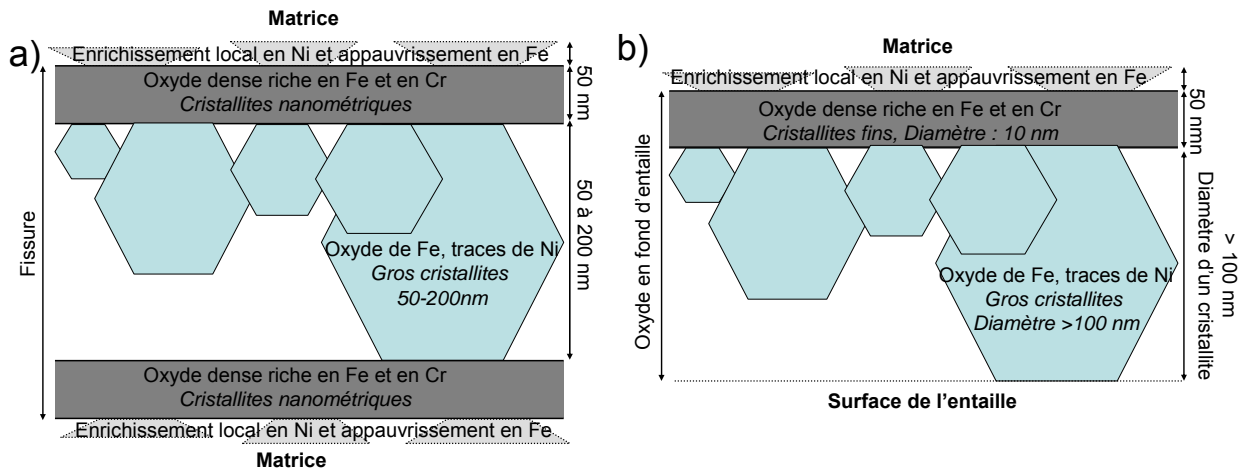 a)
Matrice
Enrichissement local en Ni et appauvrissement en Fe
Oxyde dense riche en Fe et en Cr
Cristallites nanométriques
50 nm
Fissure
50 à 200 nm
Oxyde de Fe, traces de Ni
Gros cristallites
50-200nm
Oxyde dense riche en Fe et en Cr
Cristallites nanométriques
Enrichissement local en Ni et appauvrissement en Fe
Matrice
b)
Matrice
Enrichissement local en Ni et appauvrissement en Fe
Oxyde dense riche en Fe et en Cr
Cristallites fins, Diamètre : 10 nm
50 nmn
Oxyde en fond d'entaille
Oxyde de Fe, traces de Ni
Gros cristallites
Diamètre >100 nm
> 100 nm
Diamètre d'un cristallite
Surface de l'entaille